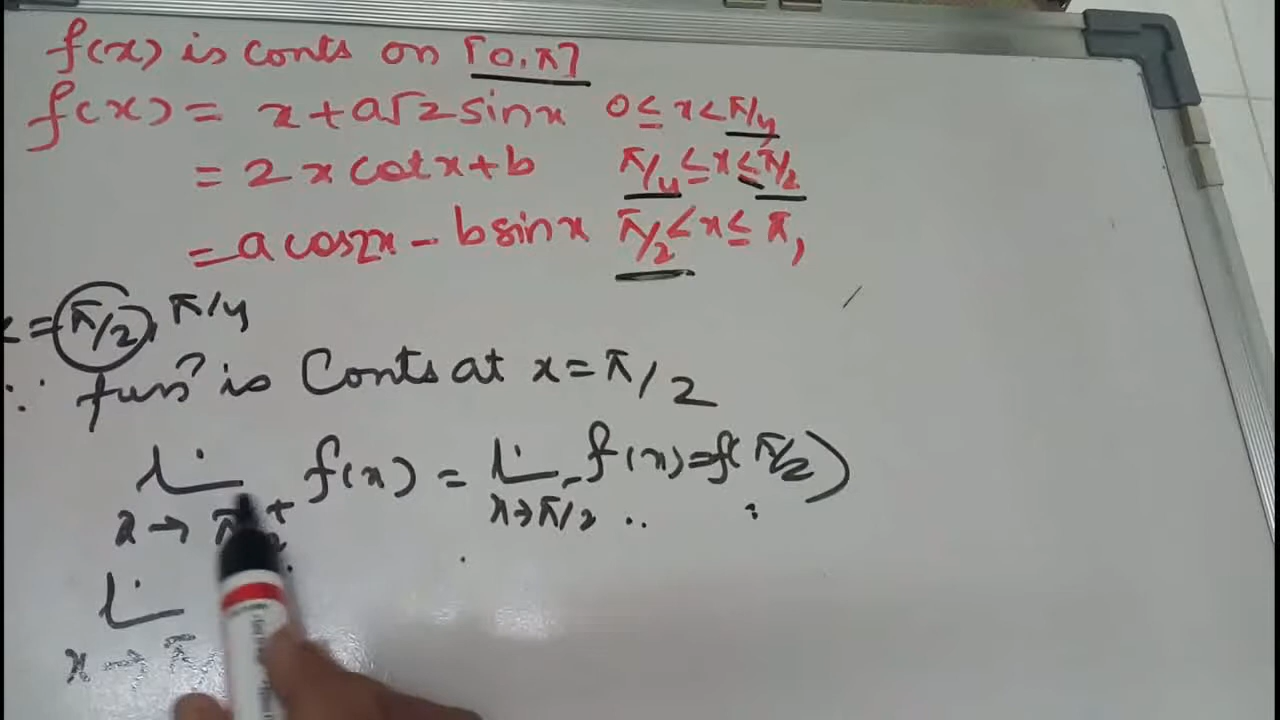 f(x) is conts on [0,π]
f(x) = x + a√2 sinx 0 ≤ x < π/4
= 2x cotx + b π/4 ≤ x ≤ π/2
= a cos2x - b sinx π/2 < x ≤ π,
x = π/2, π/4
∵ funⁿ is Conts at x = π/2
lim f(x) = lim f(x) = f(π/2)
x→π/2⁺ x→π/2⁻
lim
x→π